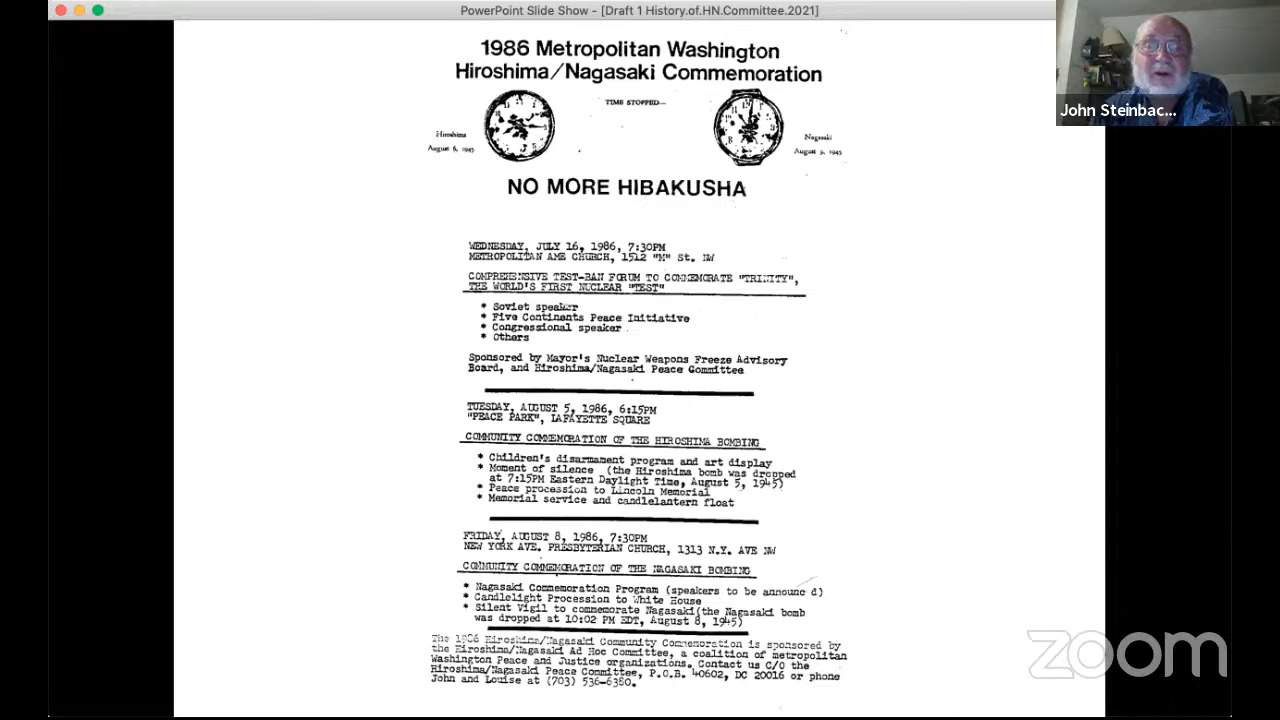 PowerPoint Slide Show - [Draft 1 History.of.HN.Committee.2021]
John Steinbac...
1986 Metropolitan Washington
Hiroshima/Nagasaki Commemoration
TIME STOPPED—
Hiroshima
August 6, 1945
Nagasaki
August 9, 1945
NO MORE HIBAKUSHA
WEDNESDAY, JULY 16, 1986, 7:30PM
METROPOLITAN AME CHURCH, 1512 "M" St. NW
COMPREHENSIVE TEST-BAN FORUM TO COMMEMORATE "TRINITY",
THE WORLD'S FIRST NUCLEAR "TEST"
* Soviet speaker
* Five Continents Peace Initiative
* Congressional speaker
* Others
Sponsored by Mayor's Nuclear Weapons Freeze Advisory
Board, and Hiroshima/Nagasaki Peace Committee
TUESDAY, AUGUST 5, 1986, 6:15PM
"PEACE PARK", LAFAYETTE SQUARE
COMMUNITY COMMEMORATION OF THE HIROSHIMA BOMBING
* Children's disarmament program and art display
* Moment of silence (the Hiroshima bomb was dropped
at 7:15PM Eastern Daylight Time, August 5, 1945)
* Peace procession to Lincoln Memorial
* Memorial service and candlelantern float
FRIDAY, AUGUST 8, 1986, 7:30PM
NEW YORK AVE. PRESBYTERIAN CHURCH, 1313 N.Y. AVE NW
COMMUNITY COMMEMORATION OF THE NAGASAKI BOMBING
* Nagasaki Commemoration Program (speakers to be announc d)
* Candlelight Procession to White House
* Silent Vigil to commemorate Nagasaki(the Nagasaki bomb
was dropped at 10:02 PM EDT, August 8, 1945)
The 1986 Hiroshima/Nagasaki Community Commemoration is sponsored by
the Hiroshima/Nagasaki Ad Hoc Committee, a coalition of metropolitan
Washington Peace and Justice organizations. Contact us C/O the
Hiroshima/Nagasaki Peace Committee, P.O.B. 40602, DC 20016 or phone
John and Louise at (703) 536-6380.
zoom